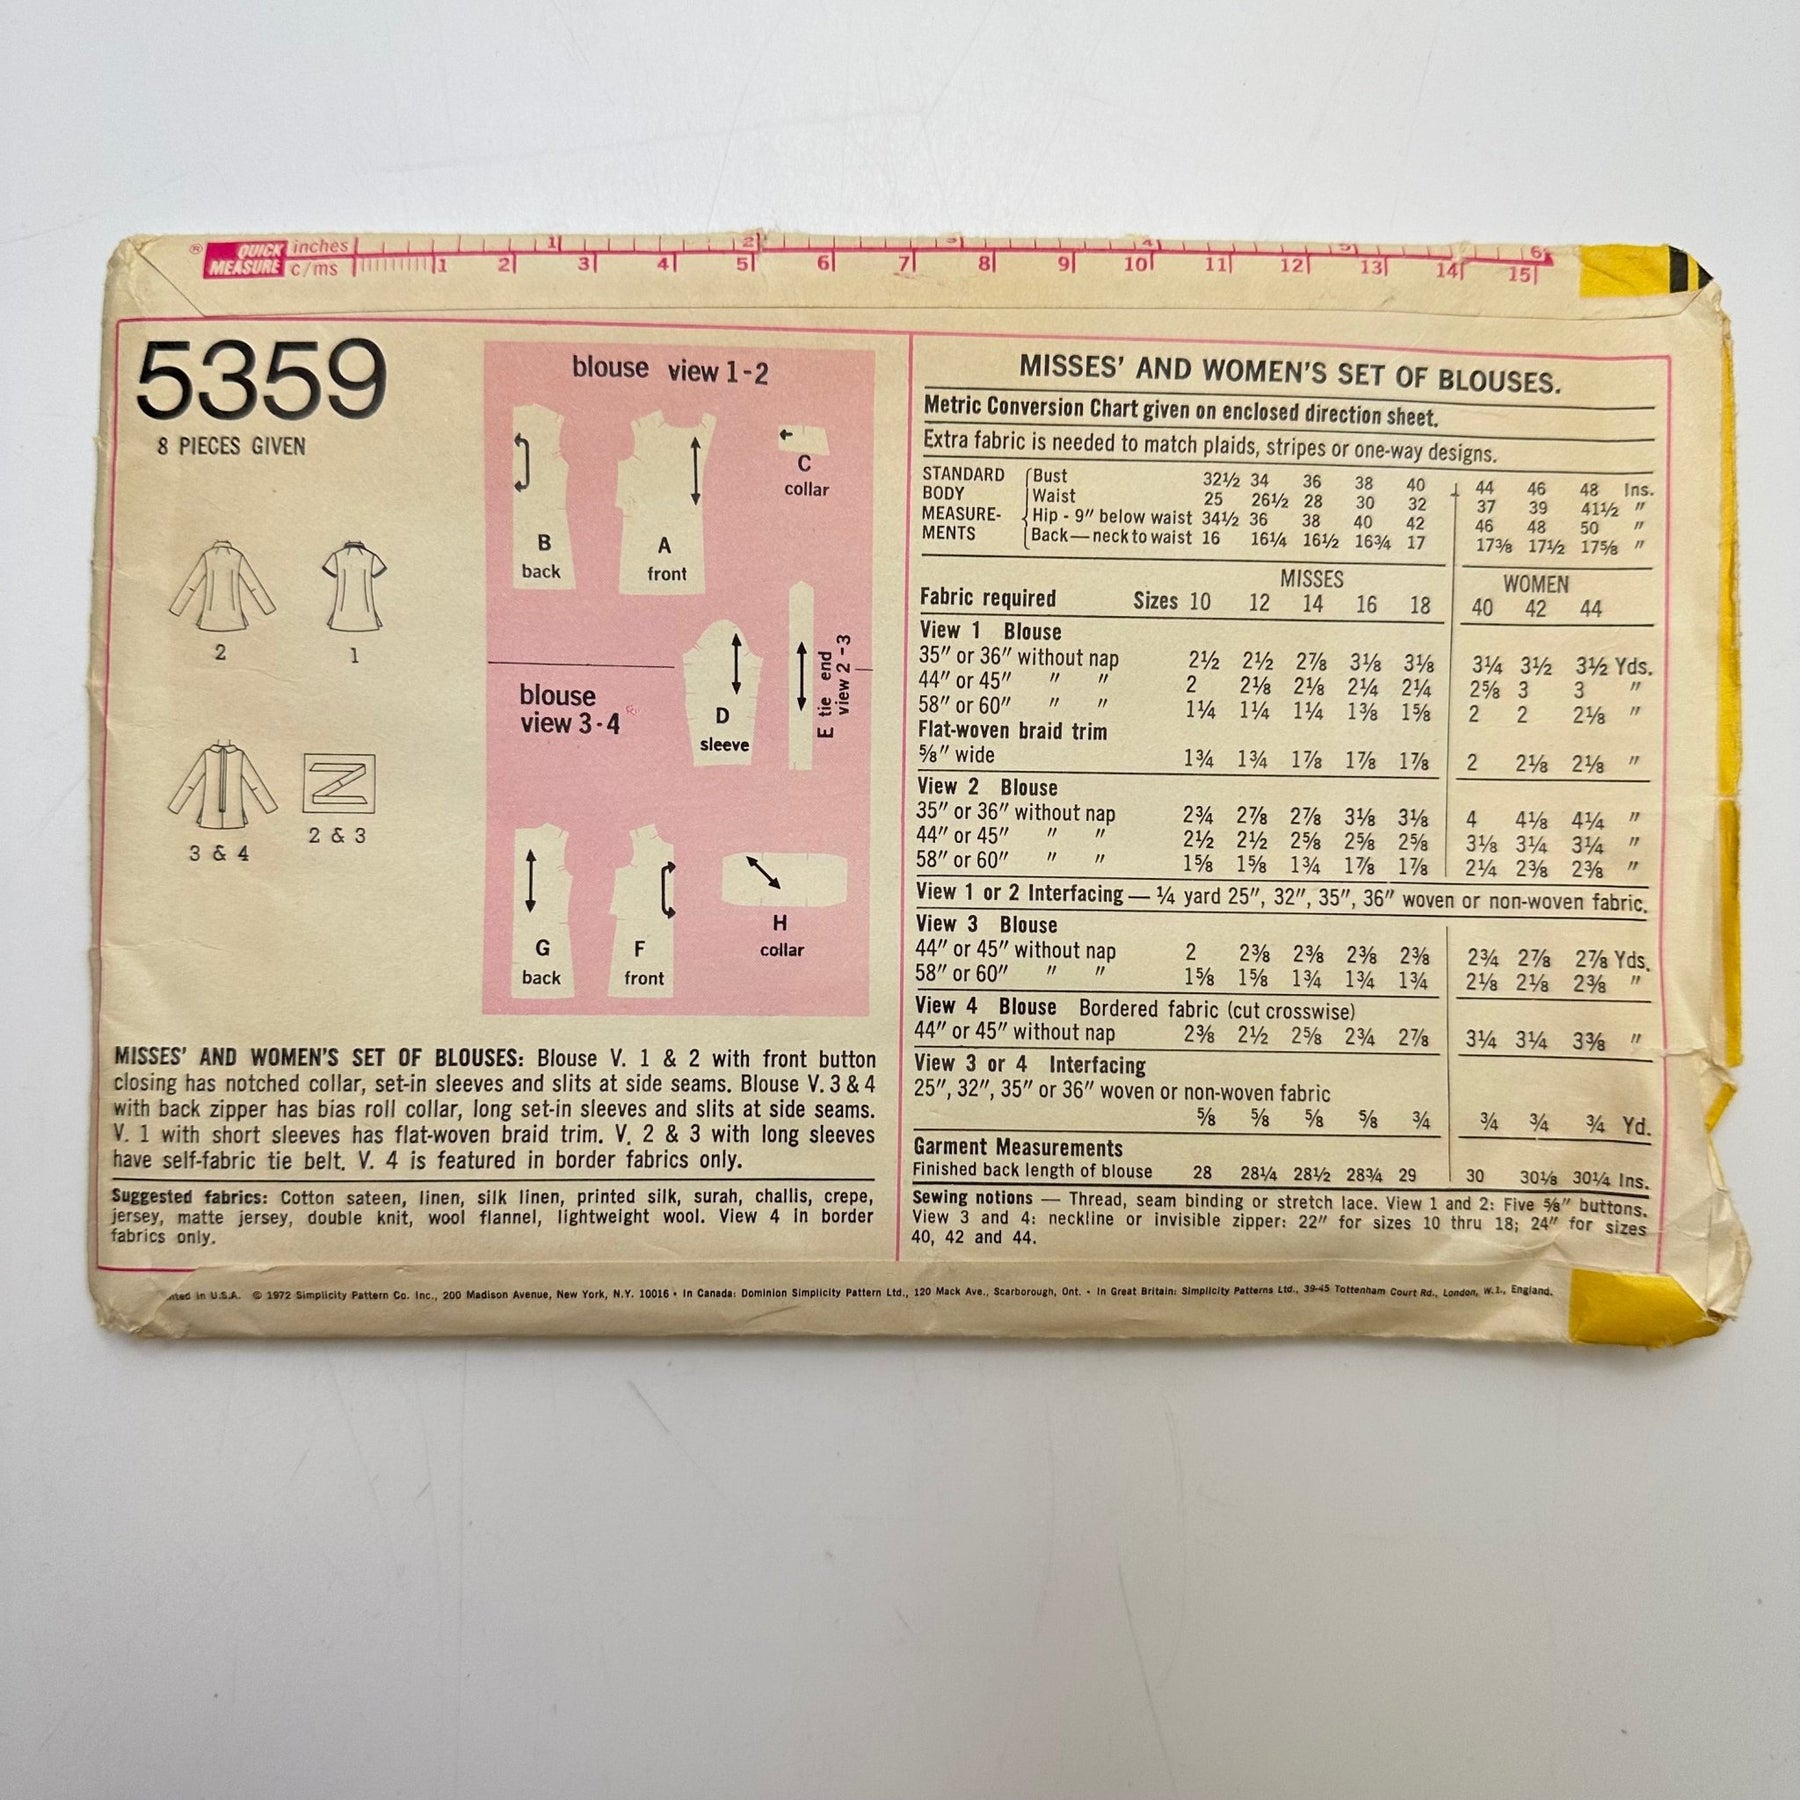 ® QUICK MEASURE inches 1 2 3 4 5 6
c/ms 1 2 3 4 5 6 7 8 9 10 11 12 13 14 15
5359
8 PIECES GIVEN
2 1
3 & 4 2 & 3
blouse view 1-2
B back
A front
C collar
D sleeve
E tie end view 2-3
blouse view 3-4
G back
F front
H collar
MISSES' AND WOMEN'S SET OF BLOUSES: Blouse V. 1 & 2 with front button
closing has notched collar, set-in sleeves and slits at side seams. Blouse V. 3 & 4
with back zipper has bias roll collar, long set-in sleeves and slits at side seams.
V. 1 with short sleeves has flat-woven braid trim. V. 2 & 3 with long sleeves
have self-fabric tie belt. V. 4 is featured in border fabrics only.
Suggested fabrics: Cotton sateen, linen, silk linen, printed silk, surah, challis, crepe,
jersey, matte jersey, double knit, wool flannel, lightweight wool. View 4 in border
fabrics only.
MISSES' AND WOMEN'S SET OF BLOUSES.
Metric Conversion Chart given on enclosed direction sheet.
Extra fabric is needed to match plaids, stripes or one-way designs.
STANDARD Bust 32½ 34 36 38 40 44 46 48 Ins.
BODY Waist 25 26½ 28 30 32 37 39 41½ "
MEASURE- Hip - 9" below waist 34½ 36 38 40 42 46 48 50 "
MENTS Back—neck to waist 16 16¼ 16½ 16¾ 17 17⅜ 17½ 17⅝ "
MISSES WOMEN
Fabric required Sizes 10 12 14 16 18 40 42 44
View 1 Blouse
35" or 36" without nap 2½ 2½ 2⅞ 3⅛ 3⅛ 3¼ 3½ 3½ Yds.
44" or 45" " " 2 2⅛ 2⅛ 2¼ 2¼ 2⅝ 3 3 "
58" or 60" " " 1¼ 1¼ 1¼ 1⅜ 1⅝ 2 2 2⅛ "
Flat-woven braid trim
⅝" wide 1¾ 1¾ 1⅞ 1⅞ 1⅞ 2 2⅛ 2⅛ "
View 2 Blouse
35" or 36" without nap 2¾ 2⅞ 2⅞ 3⅛ 3⅛ 4 4⅛ 4¼ "
44" or 45" " " 2½ 2½ 2⅝ 2⅝ 2⅝ 3⅛ 3¼ 3¼ "
58" or 60" " " 1⅝ 1⅝ 1¾ 1⅞ 1⅞ 2¼ 2⅜ 2⅜ "
View 1 or 2 Interfacing — ¼ yard 25", 32", 35", 36" woven or non-woven fabric.
View 3 Blouse
44" or 45" without nap 2 2⅜ 2⅜ 2⅜ 2⅜ 2¾ 2⅞ 2⅞ Yds.
58" or 60" " " 1⅝ 1⅝ 1¾ 1¾ 1¾ 2⅛ 2⅛ 2⅜ "
View 4 Blouse Bordered fabric (cut crosswise)
44" or 45" without nap 2⅜ 2½ 2⅝ 2¾ 2⅞ 3¼ 3¼ 3⅜ "
View 3 or 4 Interfacing
25", 32", 35" or 36" woven or non-woven fabric
⅝ ⅝ ⅝ ⅝ ¾ ¾ ¾ ¾ Yd.
Garment Measurements
Finished back length of blouse 28 28¼ 28½ 28¾ 29 30 30⅛ 30¼ Ins.
Sewing notions — Thread, seam binding or stretch lace. View 1 and 2: Five ⅝" buttons.
View 3 and 4: neckline or invisible zipper: 22" for sizes 10 thru 18; 24" for sizes
40, 42 and 44.
in U.S.A. © 1972 Simplicity Pattern Co. Inc., 200 Madison Avenue, New York, N.Y. 10016 • In Canada: Dominion Simplicity Pattern Ltd., 120 Mack Ave., Scarborough, Ont. • In Great Britain: Simplicity Patterns Ltd., 39-45 Tottenham Court Rd., London, W.1., England.